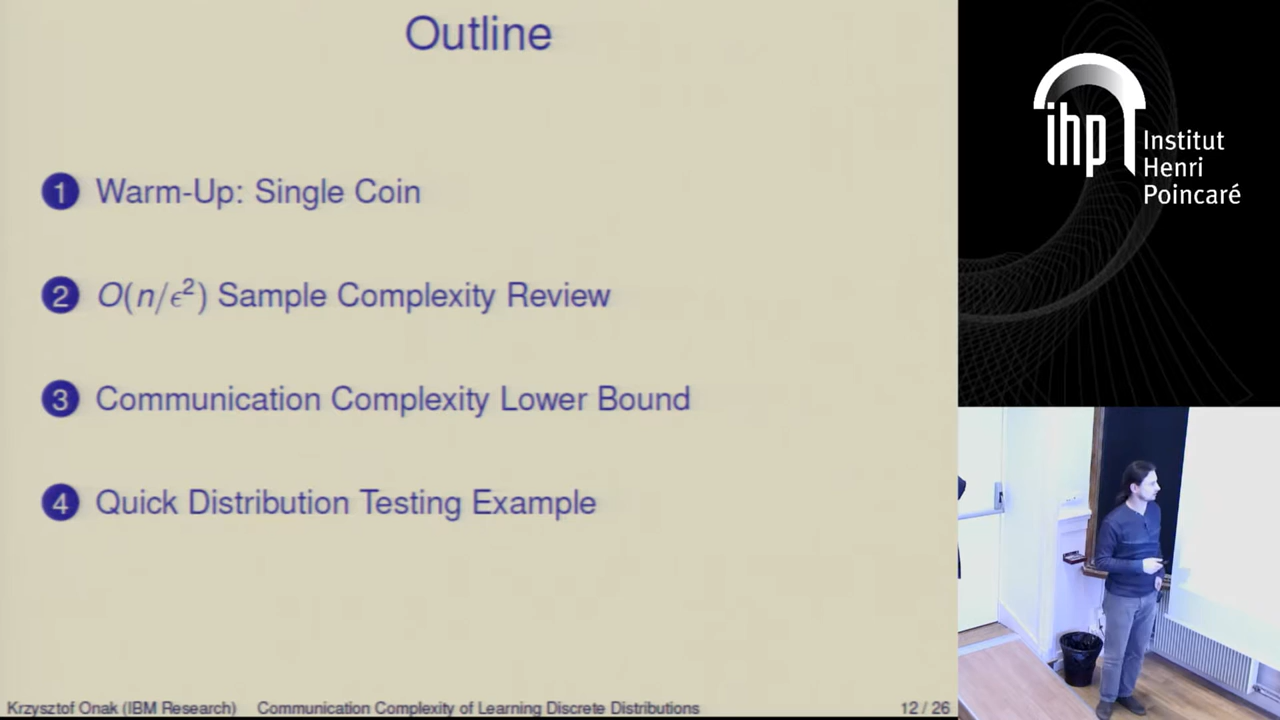 Outline
1 Warm-Up: Single Coin
2 O(n/ϵ²) Sample Complexity Review
3 Communication Complexity Lower Bound
4 Quick Distribution Testing Example
Krzysztof Onak (IBM Research) Communication Complexity of Learning Discrete Distributions 12 / 26
ihp Institut
Henri
Poincaré